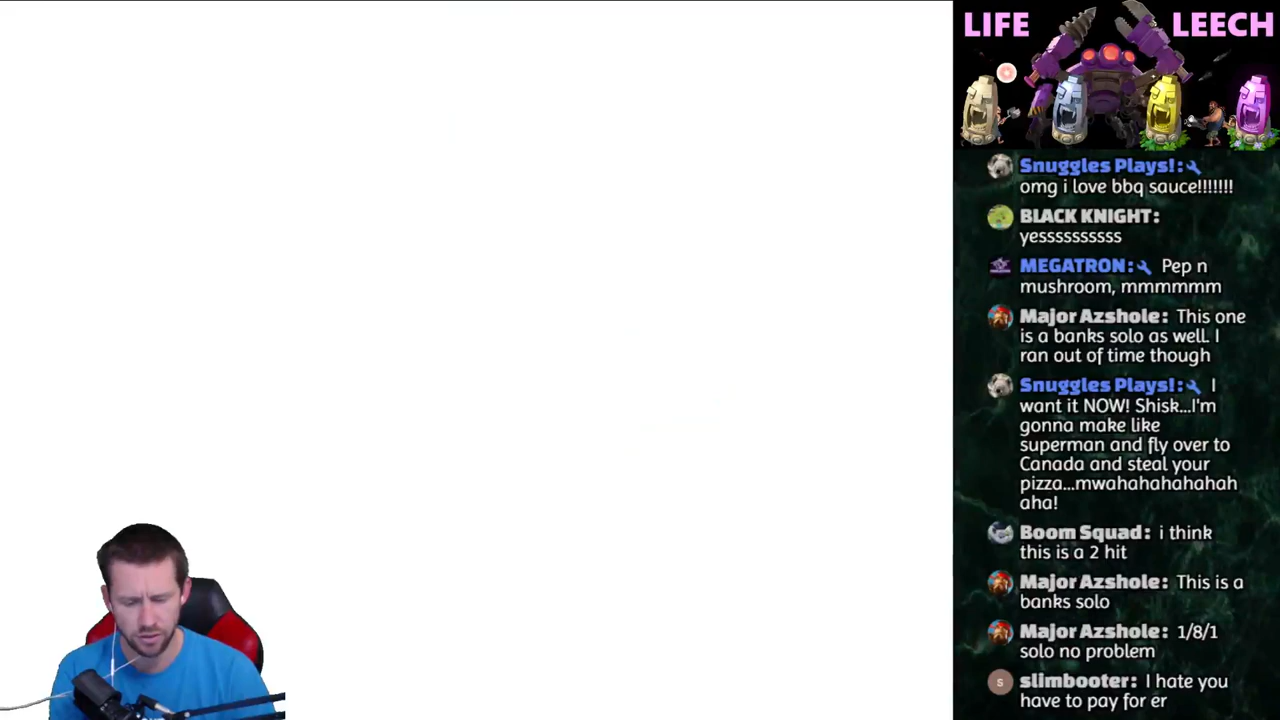 LIFE LEECH
Snuggles Plays!:
omg i love bbq sauce!!!!!!!
BLACK KNIGHT:
yesssssssss
MEGATRON: Pep n
mushroom, mmmmmm
Major Azshole: This one
is a banks solo as well. I
ran out of time though
Snuggles Plays!: I
want it NOW! Shisk...I'm
gonna make like
superman and fly over to
Canada and steal your
pizza...mwahahahahahah
aha!
Boom Squad: i think
this is a 2 hit
Major Azshole: This is a
banks solo
Major Azshole: 1/8/1
solo no problem
S
slimbooter: I hate you
have to pay for er